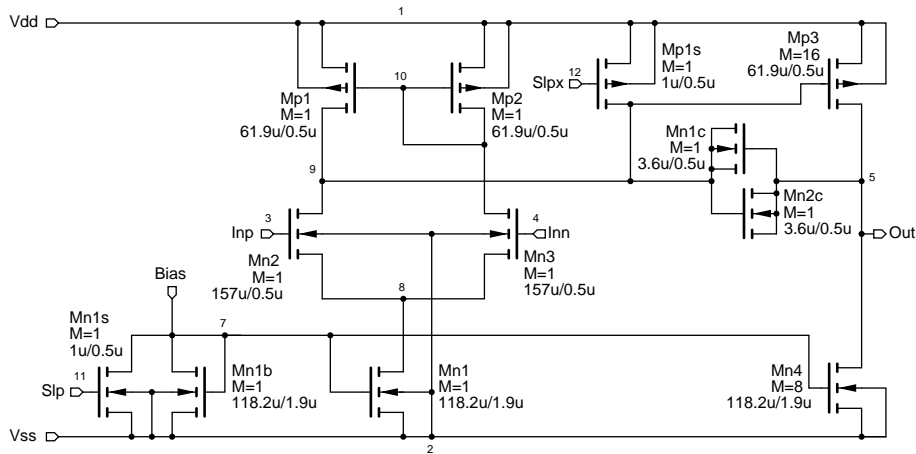 1
Vdd
Mp1
M=1
61.9u/0.5u
10
Mp2
M=1
61.9u/0.5u
Slpx
12
Mp1s
M=1
1u/0.5u
Mp3
M=16
61.9u/0.5u
9
Mn1c
M=1
3.6u/0.5u
5
Mn2c
M=1
3.6u/0.5u
Inp
3
Mn2
M=1
157u/0.5u
4
Inn
Mn3
M=1
157u/0.5u
Out
8
Bias
7
Mn1s
M=1
1u/0.5u
Slp
11
Mn1b
M=1
118.2u/1.9u
Mn1
M=1
118.2u/1.9u
Mn4
M=8
118.2u/1.9u
Vss
2